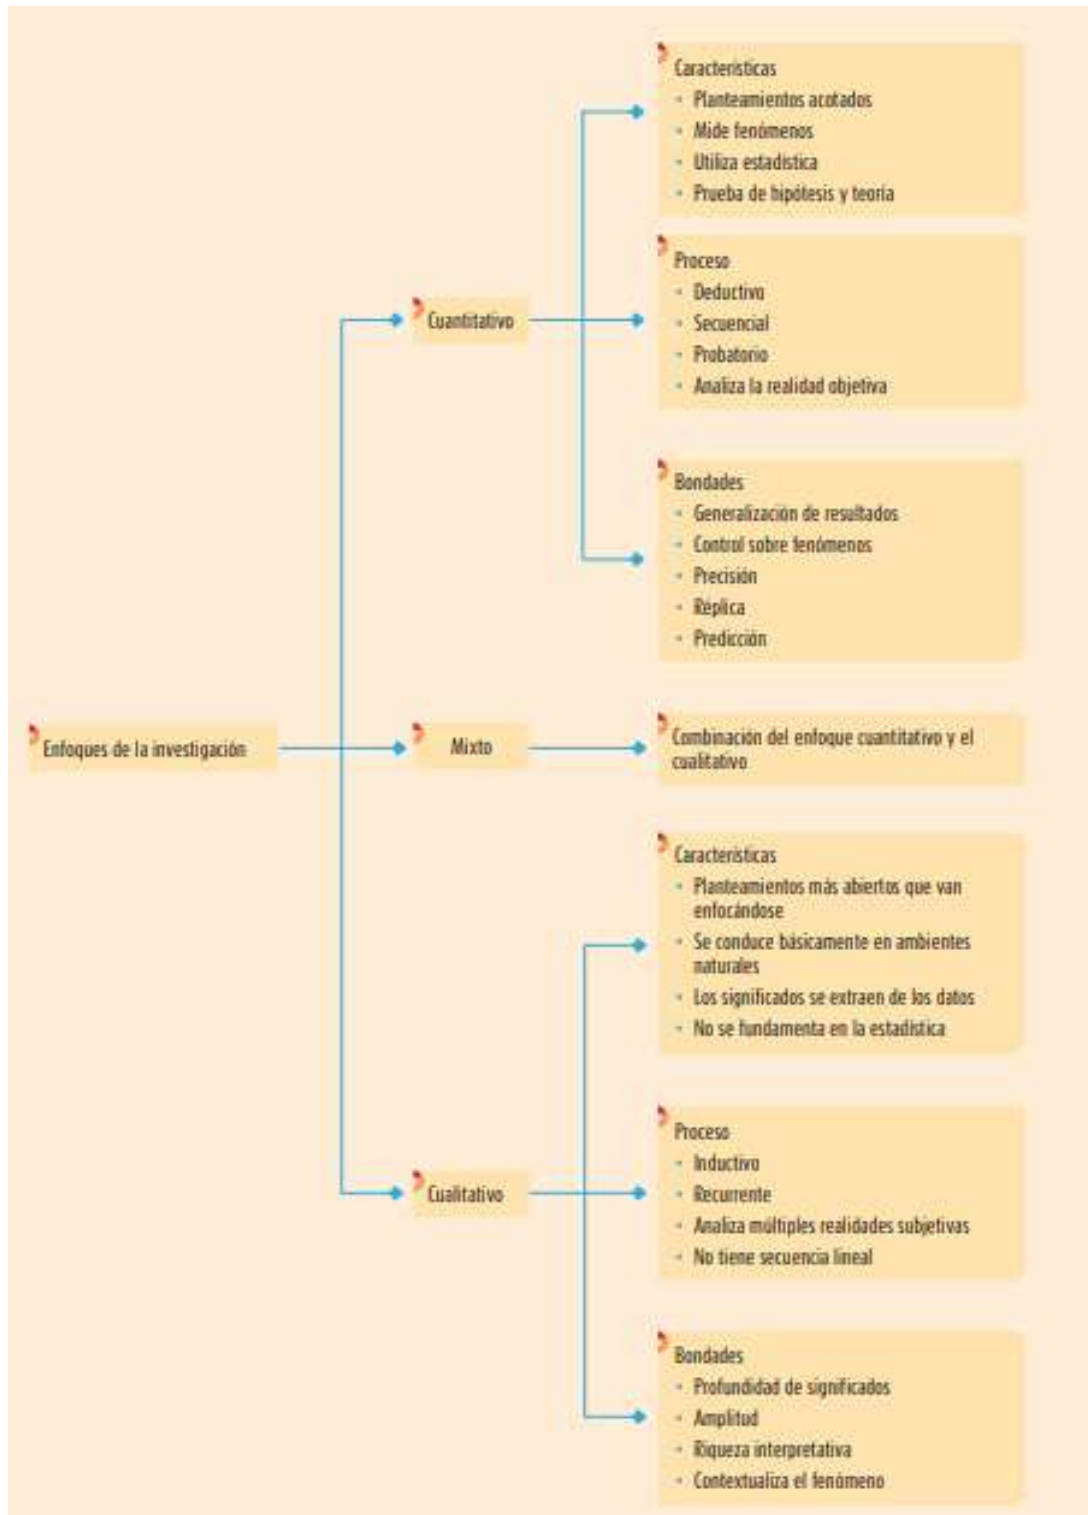 Características
Planteamientos acotados
Mide fenómenos
Utiliza estadística
Prueba de hipótesis y teoría
Proceso
Deductivo
Secuencial
Probatorio
Analiza la realidad objetiva
Cuantitativo
Bondades
Generalización de resultados
Control sobre fenómenos
Precisión
Réplica
Predicción
Enfoques de la investigación
Mixto
Combinación del enfoque cuantitativo y el
cualitativo
Características
Planteamientos más abiertos que van
enfocándose
Se conduce básicamente en ambientes
naturales
Los significados se extraen de los datos
No se fundamenta en la estadística
Cualitativo
Proceso
Inductivo
Recurrente
Analiza múltiples realidades subjetivas
No tiene secuencia lineal
Bondades
Profundidad de significados
Amplitud
Riqueza interpretativa
Contextualiza el fenómeno